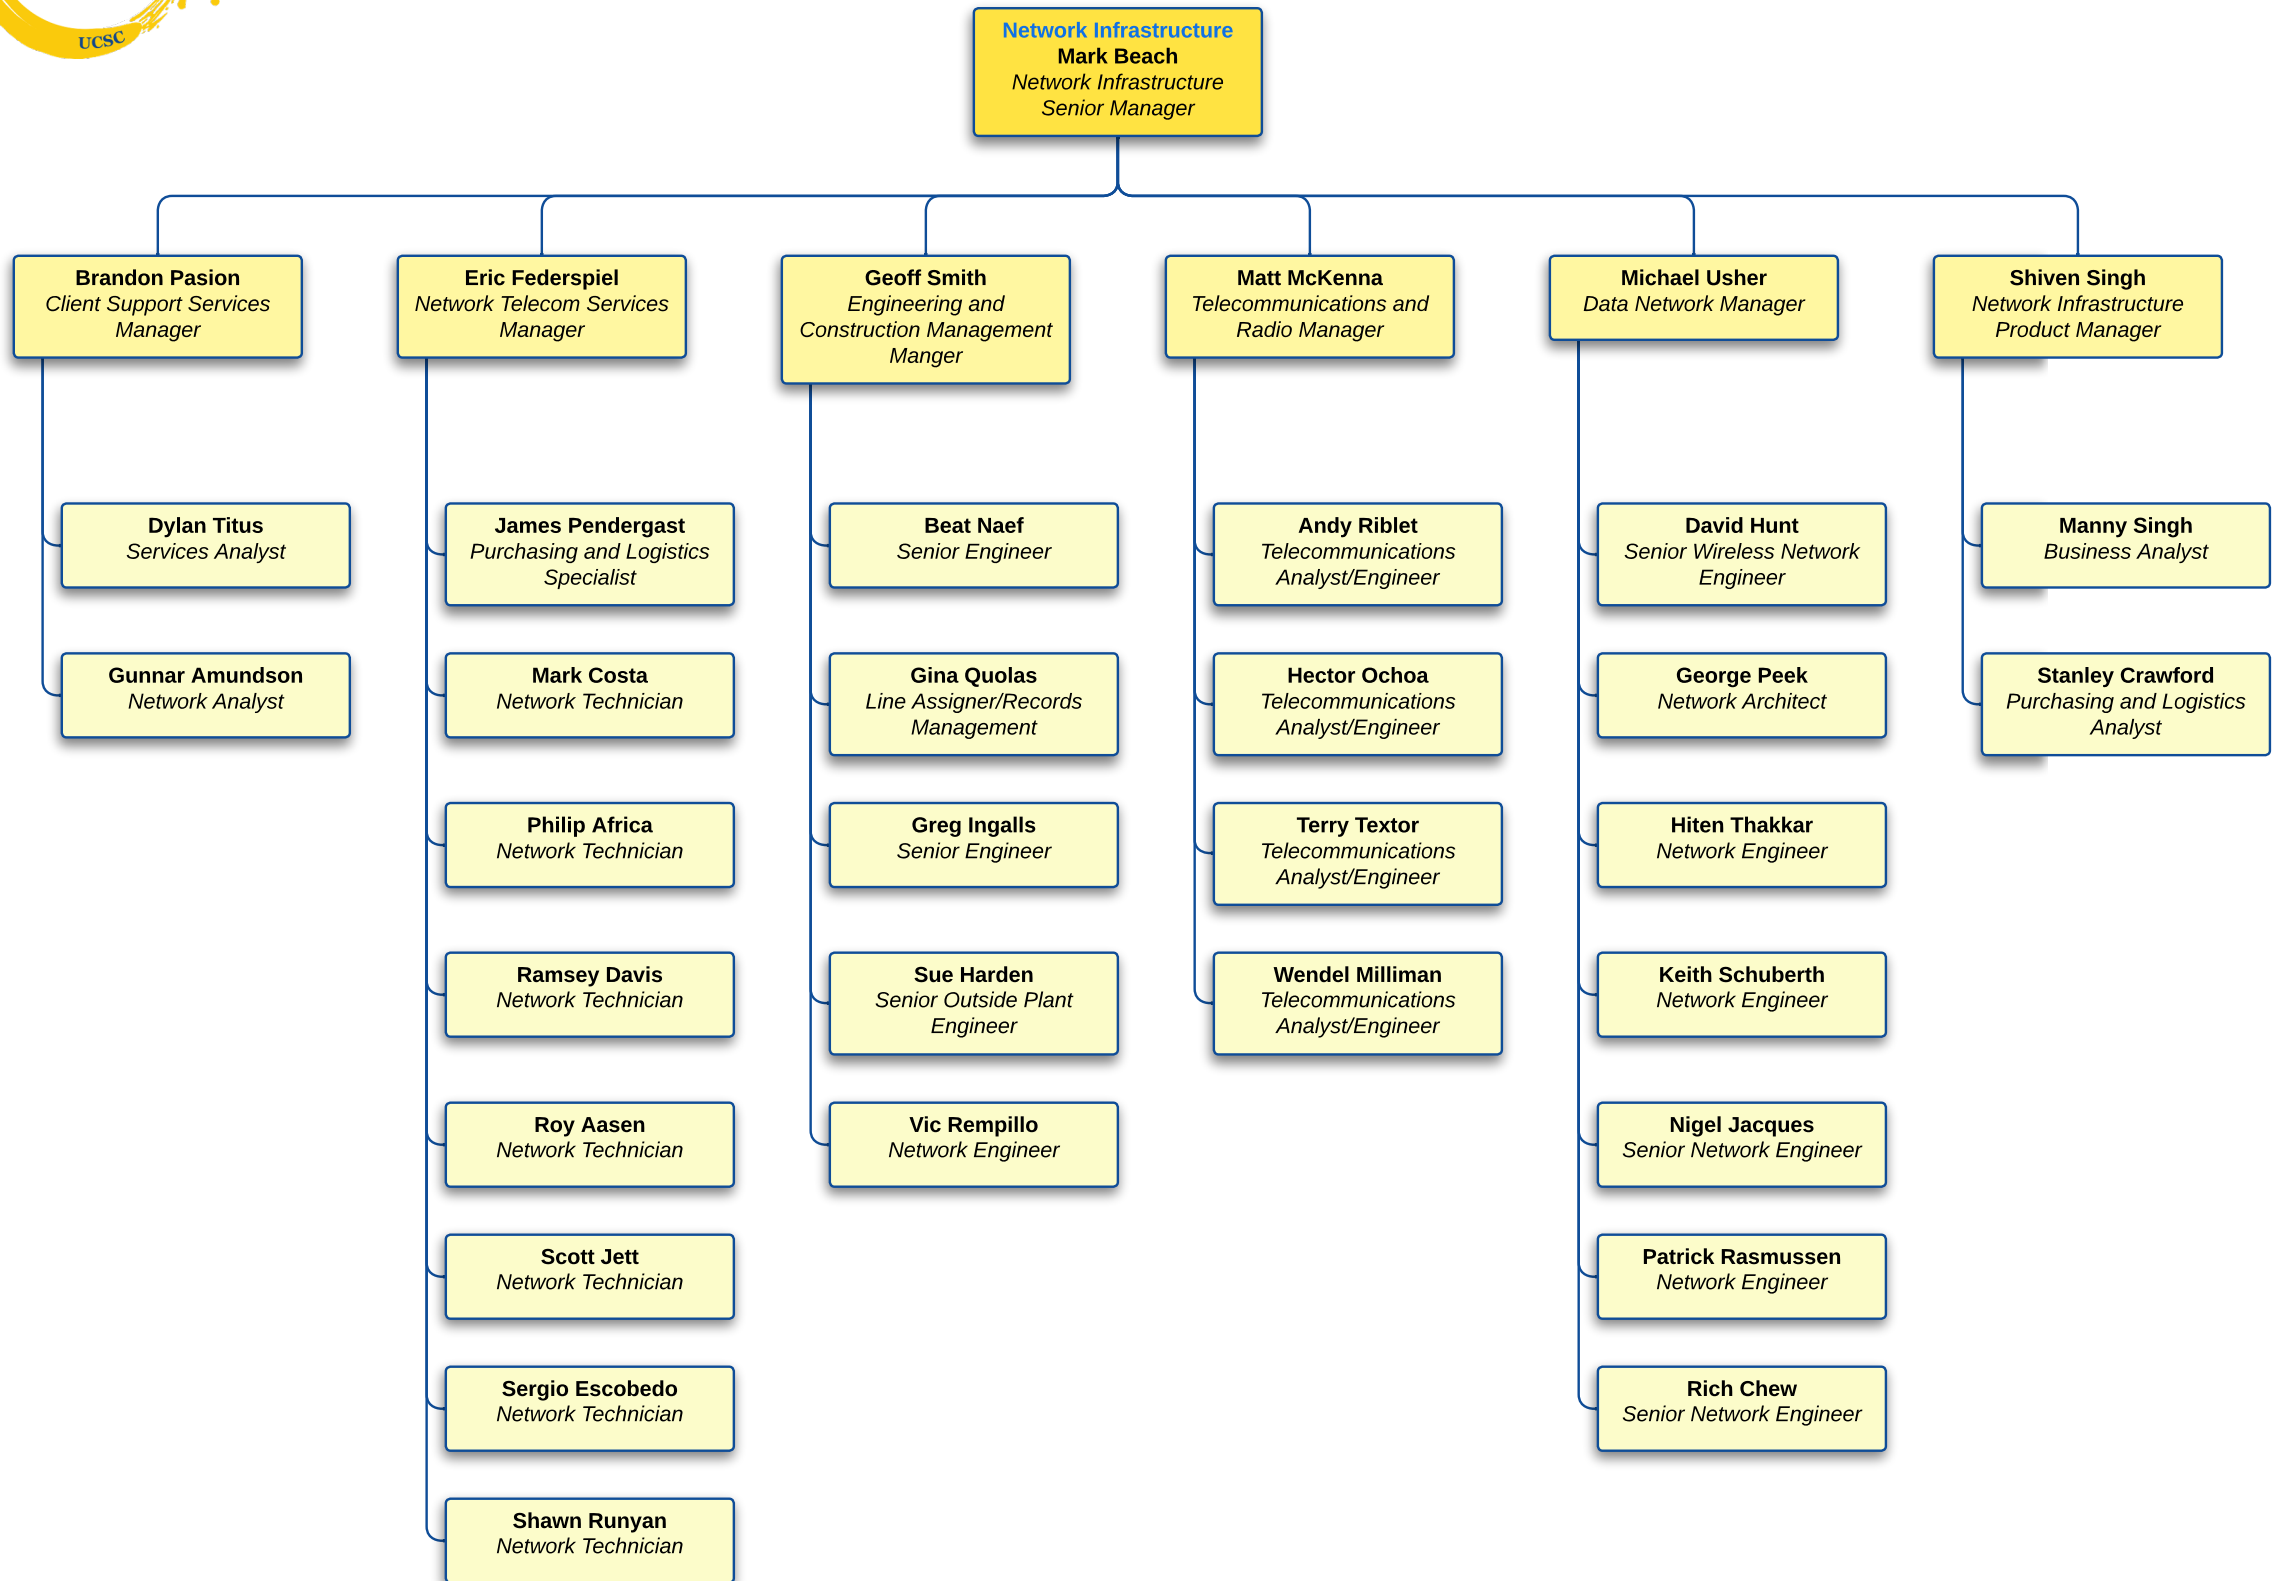 UCSC
Network Infrastructure
Mark Beach
Network Infrastructure
Senior Manager
Brandon Pasion
Client Support Services
Manager
Dylan Titus
Services Analyst
Gunnar Amundson
Network Analyst
Eric Federspiel
Network Telecom Services
Manager
James Pendergast
Purchasing and Logistics
Specialist
Mark Costa
Network Technician
Philip Africa
Network Technician
Ramsey Davis
Network Technician
Roy Aasen
Network Technician
Scott Jett
Network Technician
Sergio Escobedo
Network Technician
Shawn Runyan
Network Technician
Geoff Smith
Engineering and
Construction Management
Manger
Beat Naef
Senior Engineer
Gina Quolas
Line Assigner/Records
Management
Greg Ingalls
Senior Engineer
Sue Harden
Senior Outside Plant
Engineer
Vic Rempillo
Network Engineer
Matt McKenna
Telecommunications and
Radio Manager
Andy Riblet
Telecommunications
Analyst/Engineer
Hector Ochoa
Telecommunications
Analyst/Engineer
Terry Textor
Telecommunications
Analyst/Engineer
Wendel Milliman
Telecommunications
Analyst/Engineer
Michael Usher
Data Network Manager
David Hunt
Senior Wireless Network
Engineer
George Peek
Network Architect
Hiten Thakkar
Network Engineer
Keith Schuberth
Network Engineer
Nigel Jacques
Senior Network Engineer
Patrick Rasmussen
Network Engineer
Rich Chew
Senior Network Engineer
Shiven Singh
Network Infrastructure
Product Manager
Manny Singh
Business Analyst
Stanley Crawford
Purchasing and Logistics
Analyst